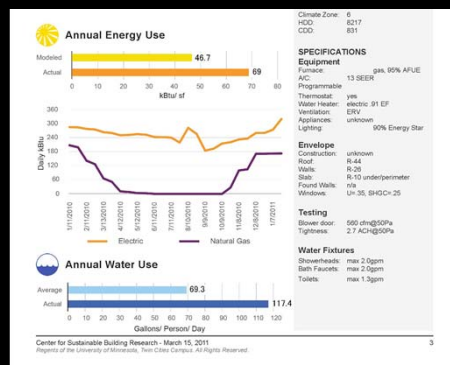 Climate Zone: 6
HDD: 8217
CDD: 831
Annual Energy Use
Modeled 46.7
Actual 69
0 10 20 30 40 50 60 70 80
kBtu/ sf
Daily kBtu
360
300
240
180
120
60
0
1/11/2010 2/11/2010 3/13/2010 4/12/2010 5/12/2010 6/11/2010 7/11/2010 8/10/2010 9/9/2010 10/9/2010 11/8/2010 12/8/2010 1/7/2011
Electric Natural Gas
Annual Water Use
Average 69.3
Actual 117.4
0 10 20 30 40 50 60 70 80 90 100 110 120
Gallons/ Person/ Day
SPECIFICATIONS
Equipment
Furnace: gas, 95% AFUE
A/C: 13 SEER
Programmable
Thermostat: yes
Water Heater: electric .91 EF
Ventilation: ERV
Appliances: unknown
Lighting: 90% Energy Star
Envelope
Construction: unknown
Roof: R-44
Walls: R-26
Slab: R-10 under/perimeter
Found Walls: n/a
Windows: U=.35, SHGC=.25
Testing
Blower door: 560 cfm@50Pa
Tightness: 2.7 ACH@50Pa
Water Fixtures
Showerheads: max 2.0gpm
Bath Faucets: max 2.0gpm
Toilets: max 1.3gpm
Center for Sustainable Building Research - March 15, 2011 3
Regents of the University of Minnesota, Twin Cities Campus. All Rights Reserved.